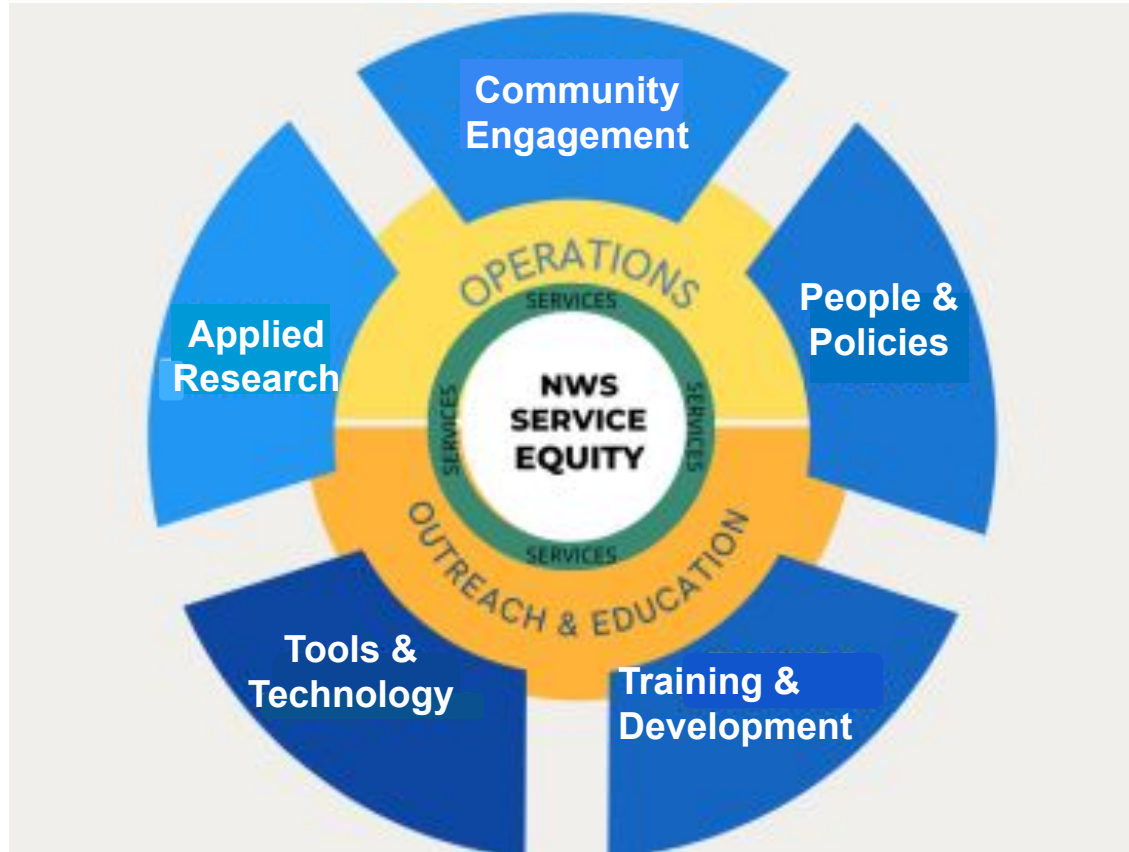 Community
Engagement
People &
Policies
Applied
Research
OPERATIONS
SERVICES
NWS
SERVICE
EQUITY
SERVICES
SERVICES
SERVICES
OUTREACH & EDUCATION
Tools &
Technology
Training &
Development